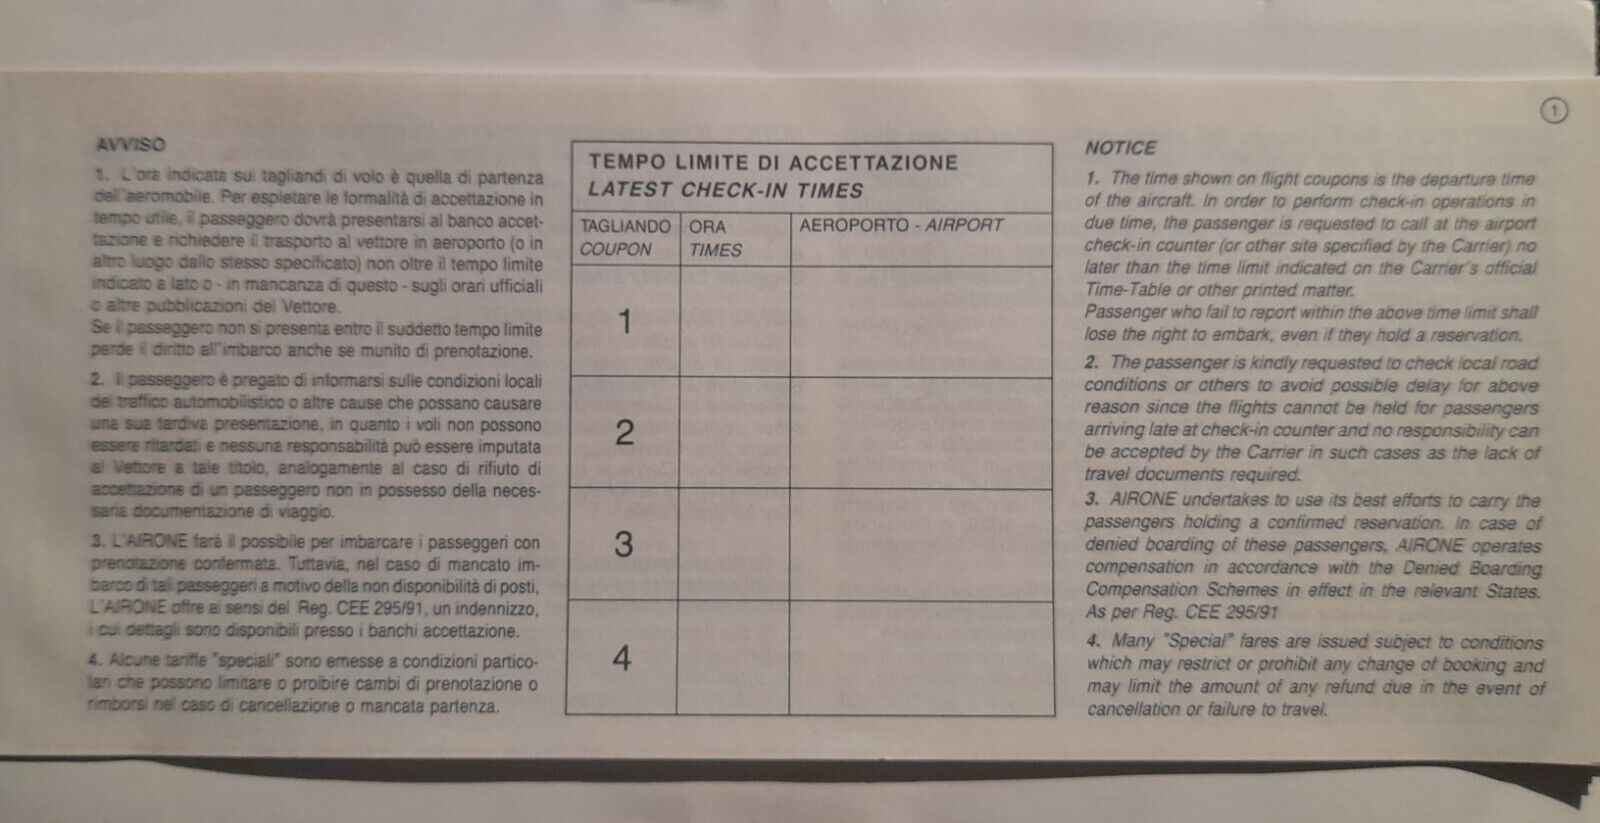 1
AVVISO
1. L'ora indicata sui tagliandi di volo è quella di partenza
dell'aeromobile. Per espletare le formalità di accettazione in
tempo utile, il passeggero dovrà presentarsi al banco accet-
tazione e richiedere il trasporto al vettore in aeroporto (o in
altro luogo dallo stesso specificato) non oltre il tempo limite
indicato a lato o - in mancanza di questo - sugli orari ufficiali
o altre pubblicazioni del Vettore.
Se il passeggero non si presenta entro il suddetto tempo limite
perde il diritto all'imbarco anche se munito di prenotazione.
2. Il passeggero è pregato di informarsi sulle condizioni locali
del traffico automobilistico o altre cause che possano causare
una sua tardiva presentazione, in quanto i voli non possono
essere ritardati e nessuna responsabilità può essere imputata
al Vettore a tale titolo, analogamente al caso di rifiuto di
accettazione di un passeggero non in possesso della neces-
saria documentazione di viaggio.
3. L'AIRONE farà il possibile per imbarcare i passeggeri con
prenotazione confermata. Tuttavia, nel caso di mancato im-
barco di tali passeggeri a motivo della non disponibilità di posti,
L'AIRONE offre ai sensi del Reg. CEE 295/91, un indennizzo,
i cui dettagli sono disponibili presso i banchi accettazione.
4. Alcune tariffe "speciali" sono emesse a condizioni partico-
lari che possono limitare o proibire cambi di prenotazione o
rimborsi nel caso di cancellazione o mancata partenza.
TEMPO LIMITE DI ACCETTAZIONE
LATEST CHECK-IN TIMES
TAGLIANDO ORA AEROPORTO - AIRPORT
COUPON TIMES
1
2
3
4
NOTICE
1. The time shown on flight coupons is the departure time
of the aircraft. In order to perform check-in operations in
due time, the passenger is requested to call at the airport
check-in counter (or other site specified by the Carrier) no
later than the time limit indicated on the Carrier's official
Time-Table or other printed matter.
Passenger who fail to report within the above time limit shall
lose the right to embark, even if they hold a reservation.
2. The passenger is kindly requested to check local road
conditions or others to avoid possible delay for above
reason since the flights cannot be held for passengers
arriving late at check-in counter and no responsibility can
be accepted by the Carrier in such cases as the lack of
travel documents required.
3. AIRONE undertakes to use its best efforts to carry the
passengers holding a confirmed reservation. In case of
denied boarding of these passengers, AIRONE operates
compensation in accordance with the Denied Boarding
Compensation Schemes in effect in the relevant States.
As per Reg. CEE 295/91
4. Many "Special" fares are issued subject to conditions
which may restrict or prohibit any change of booking and
may limit the amount of any refund due in the event of
cancellation or failure to travel.